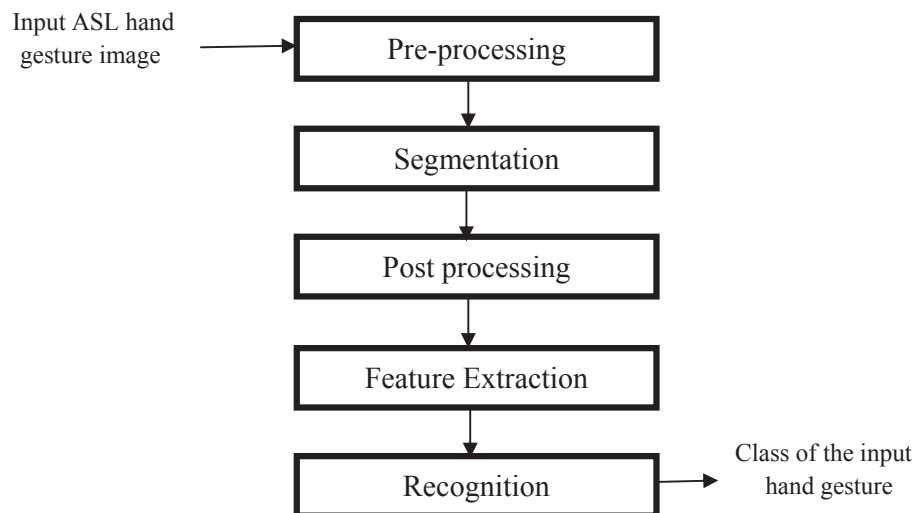 Input ASL hand
gesture image
Pre-processing
Segmentation
Post processing
Feature Extraction
Recognition
Class of the input
hand gesture